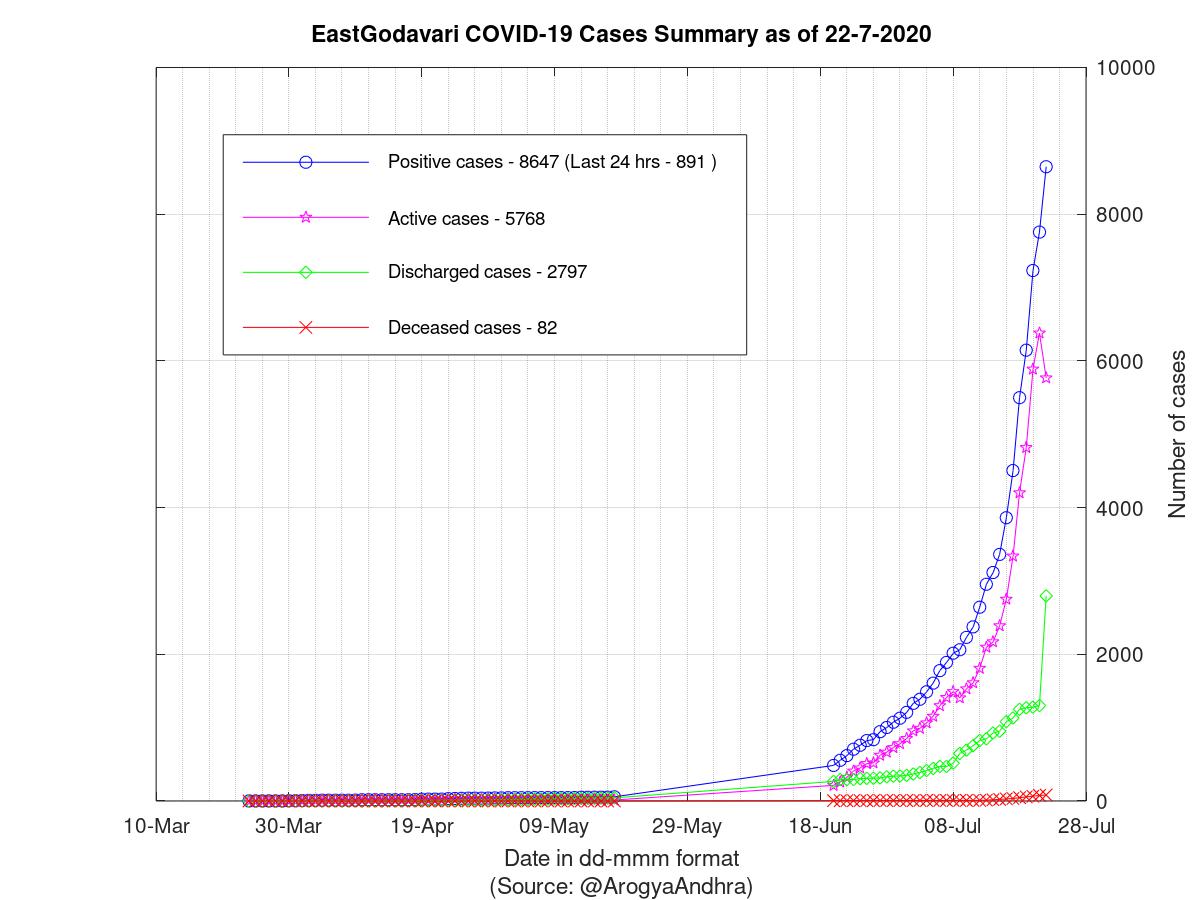 EastGodavari COVID-19 Cases Summary as of 22-7-2020
Positive cases - 8647 (Last 24 hrs - 891 )
Active cases - 5768
Discharged cases - 2797
Deceased cases - 82
10000
8000
6000
4000
2000
0
Number of cases
10-Mar 30-Mar 19-Apr 09-May 29-May 18-Jun 08-Jul 28-Jul
Date in dd-mmm format
(Source: @ArogyaAndhra)